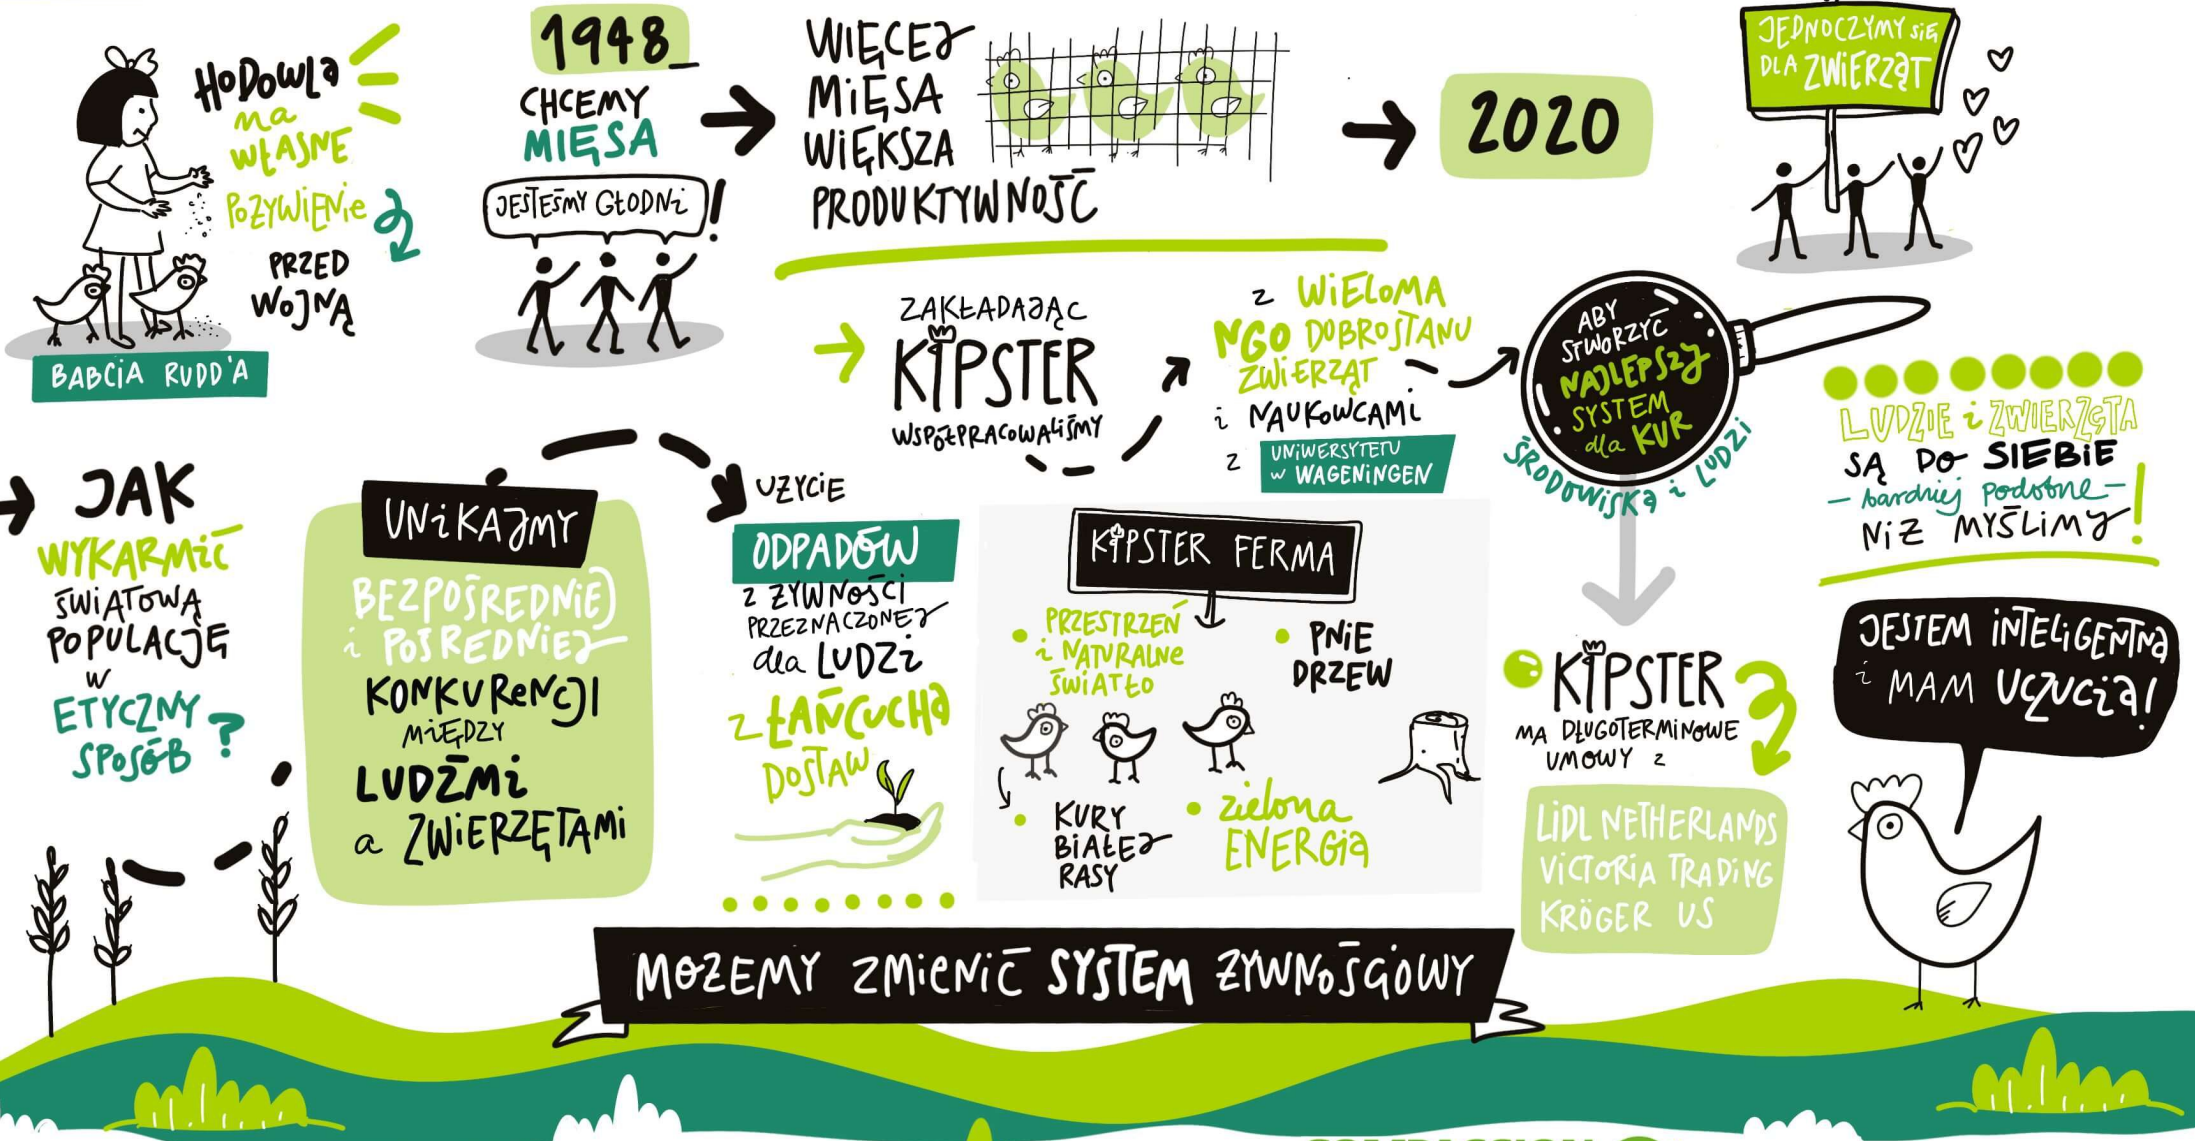 HODOWLA
na
WŁASNE
POŻYWIENIE
PRZED
WOJNĄ
BABCIA RUDD'A
1948
CHCEMY
MIĘSA
JESTEŚMY GŁODNI!
WIĘCEJ
MIĘSA
WIĘKSZA
PRODUKTYWNOŚĆ
2020
JEDNOCZYMY SIĘ
DLA ZWIERZĄT
ZAKŁADAJĄC
KIPSTER
WSPÓŁPRACOWALIŚMY
Z WIELOMA
NGO DOBROSTANU
ZWIERZĄT
i NAUKOWCAMI
Z UNIWERSYTETU
w WAGENINGEN
ABY
STWORZYĆ
NAJLEPSZY
SYSTEM
dla KUR
ŚRODOWISKA i LUDZI
LUDZIE i ZWIERZĘTA
SĄ DO SIEBIE
- bardziej podobne -
NIŻ MYŚLIMY!
JAK
WYKARMIĆ
ŚWIATOWĄ
POPULACJĘ
W
ETYCZNY
SPOSÓB?
UNIKAJMY
BEZPOŚREDNIEJ
i POŚREDNIEJ
KONKURENCJI
MIĘDZY
LUDŹMI
a ZWIERZĘTAMI
UŻYCIE
ODPADÓW
Z ŻYWNOŚCI
PRZEZNACZONEJ
dla LUDZI
Z ŁAŃCUCHA
DOSTAW
KIPSTER FERMA
• PRZESTRZEŃ
i NATURALNE
ŚWIATŁO
• PNIE
DRZEW
• KURY
BIAŁEJ
RASY
• zielona
ENERGIA
KIPSTER
MA DŁUGOTERMINOWE
UMOWY Z
LIDL NETHERLANDS
VICTORIA TRADING
KRÖGER US
JESTEM INTELIGENTNA
i MAM UCZUCIA!
MOŻEMY ZMIENIĆ SYSTEM ŻYWNOŚCIOWY